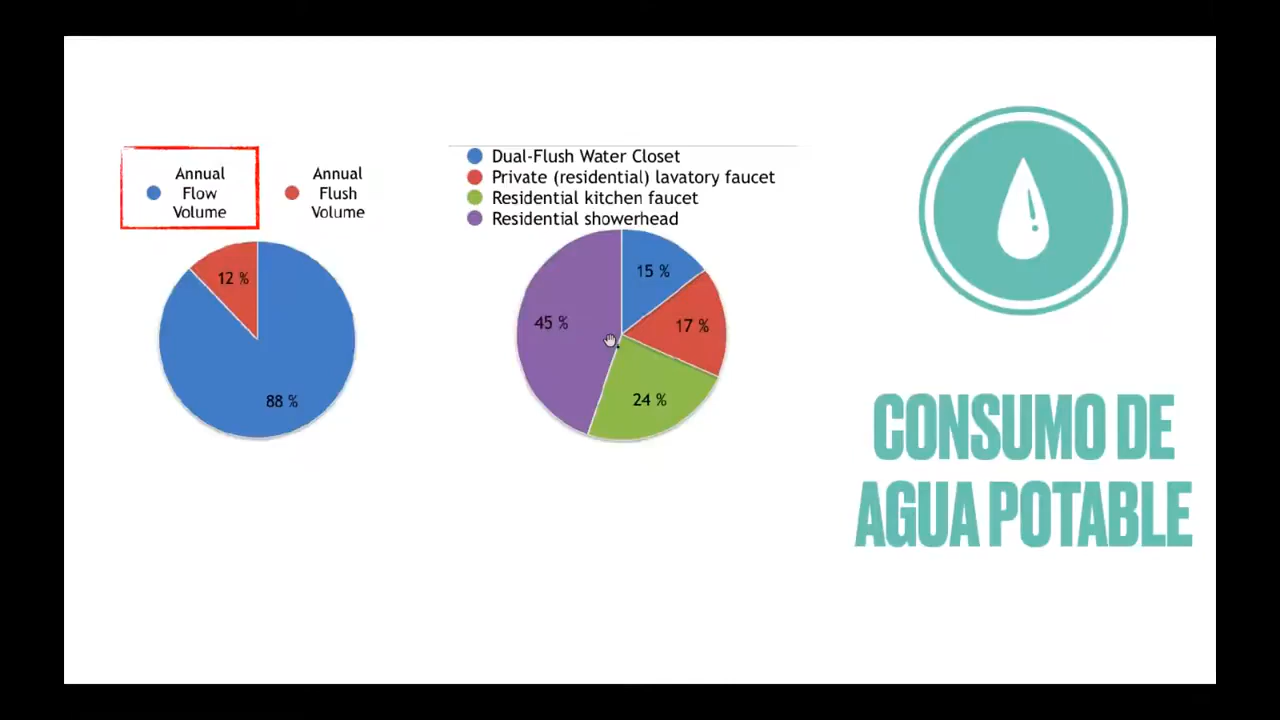 Annual
Flow
Volume
Annual
Flush
Volume
12 %
88 %
Dual-Flush Water Closet
Private (residential) lavatory faucet
Residential kitchen faucet
Residential showerhead
15 %
17 %
24 %
45 %
CONSUMO DE
AGUA POTABLE